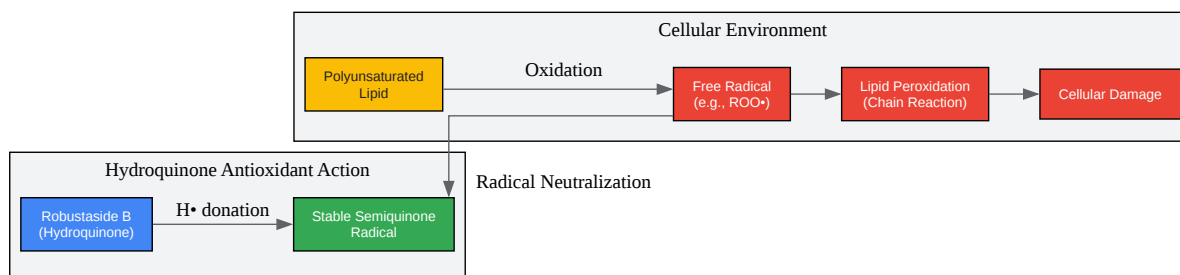 Cellular Environment
Polyunsaturated
Lipid
Oxidation
Free Radical
(e.g., ROO•)
Lipid Peroxidation
(Chain Reaction)
Cellular Damage
Hydroquinone Antioxidant Action
Radical Neutralization
Robustaside B
(Hydroquinone)
H• donation
Stable Semiquinone
Radical